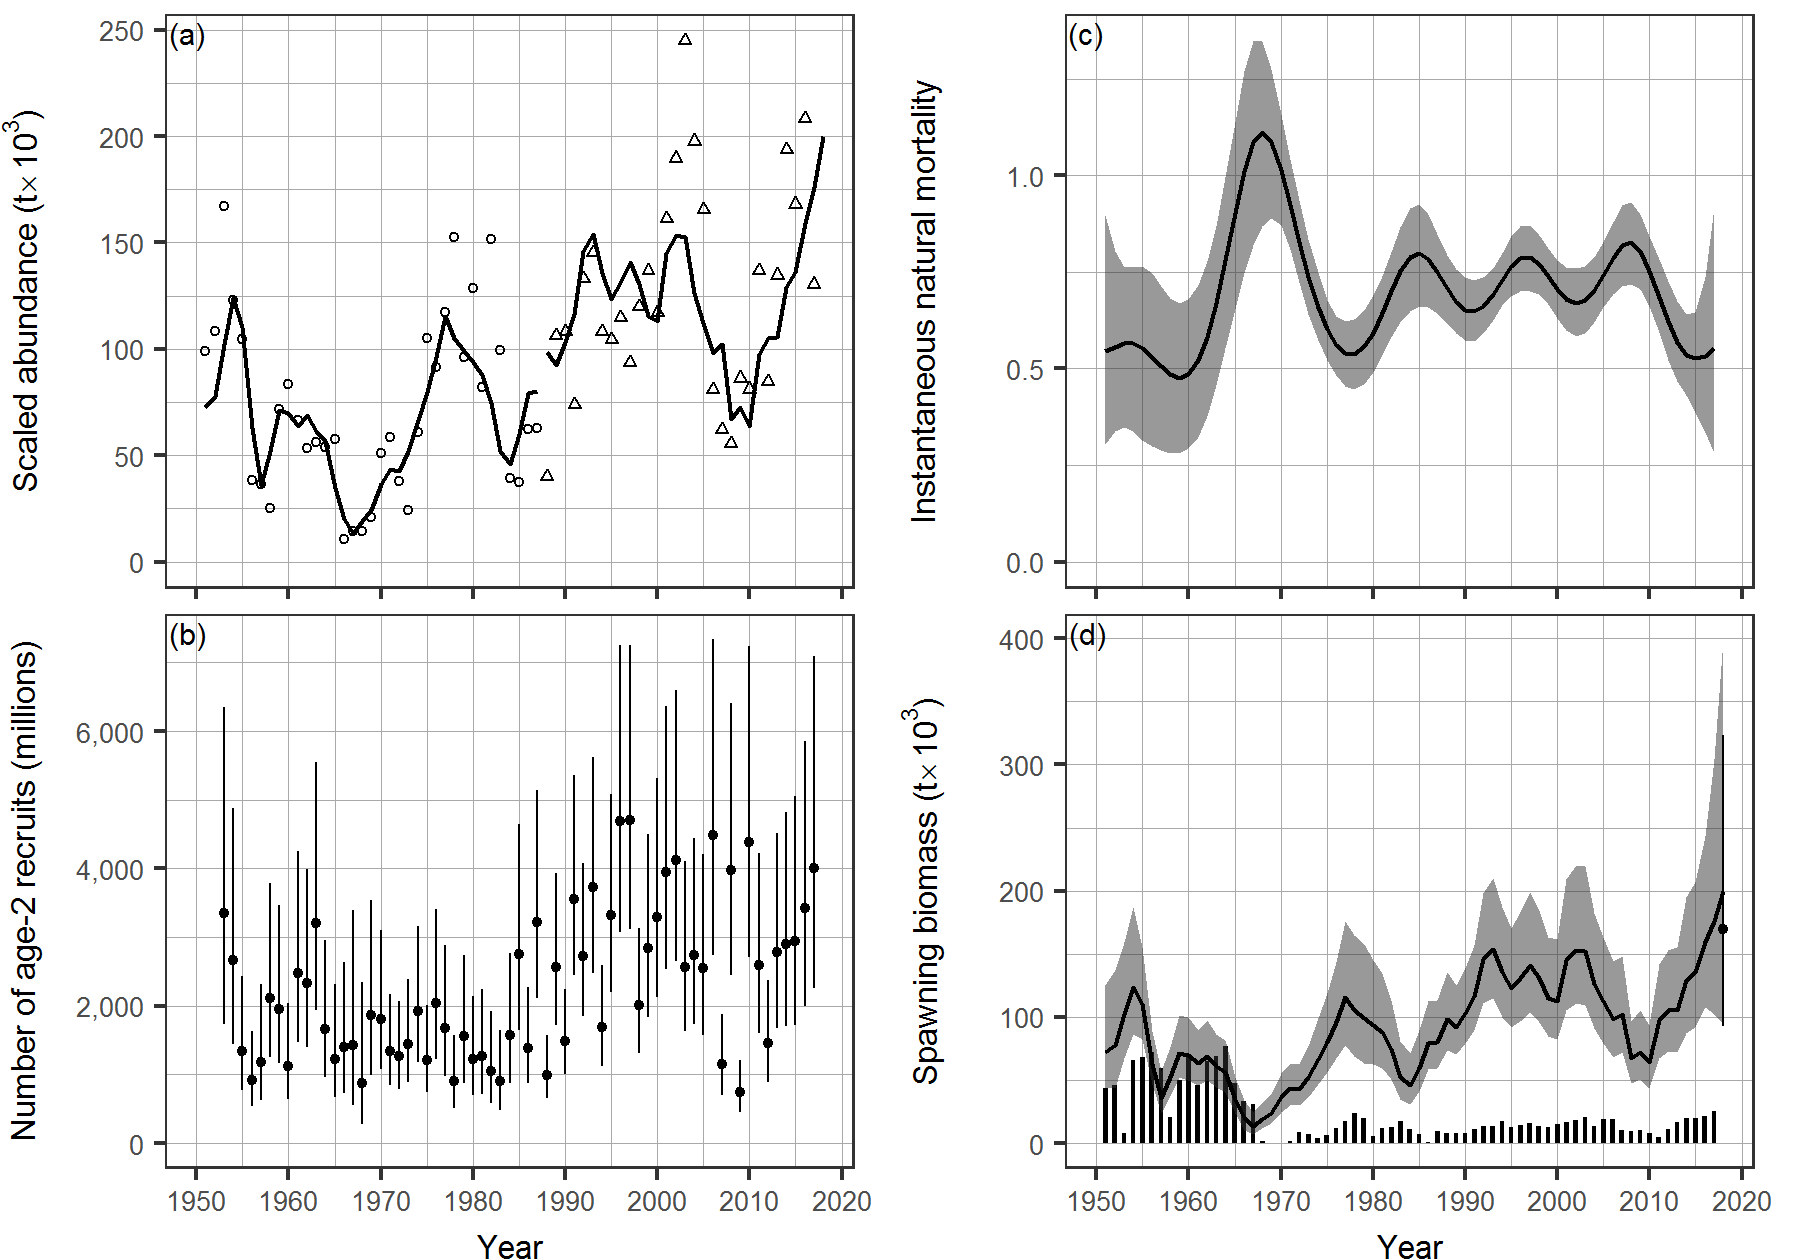 (a)
250
200
150
100
50
0
Scaled abundance (t× 10³)
(c)
1.0
0.5
0.0
Instantaneous natural mortality
(b)
6,000
4,000
2,000
0
Number of age-2 recruits (millions)
1950 1960 1970 1980 1990 2000 2010 2020
Year
(d)
400
300
200
100
0
Spawning biomass (t× 10³)
1950 1960 1970 1980 1990 2000 2010 2020
Year